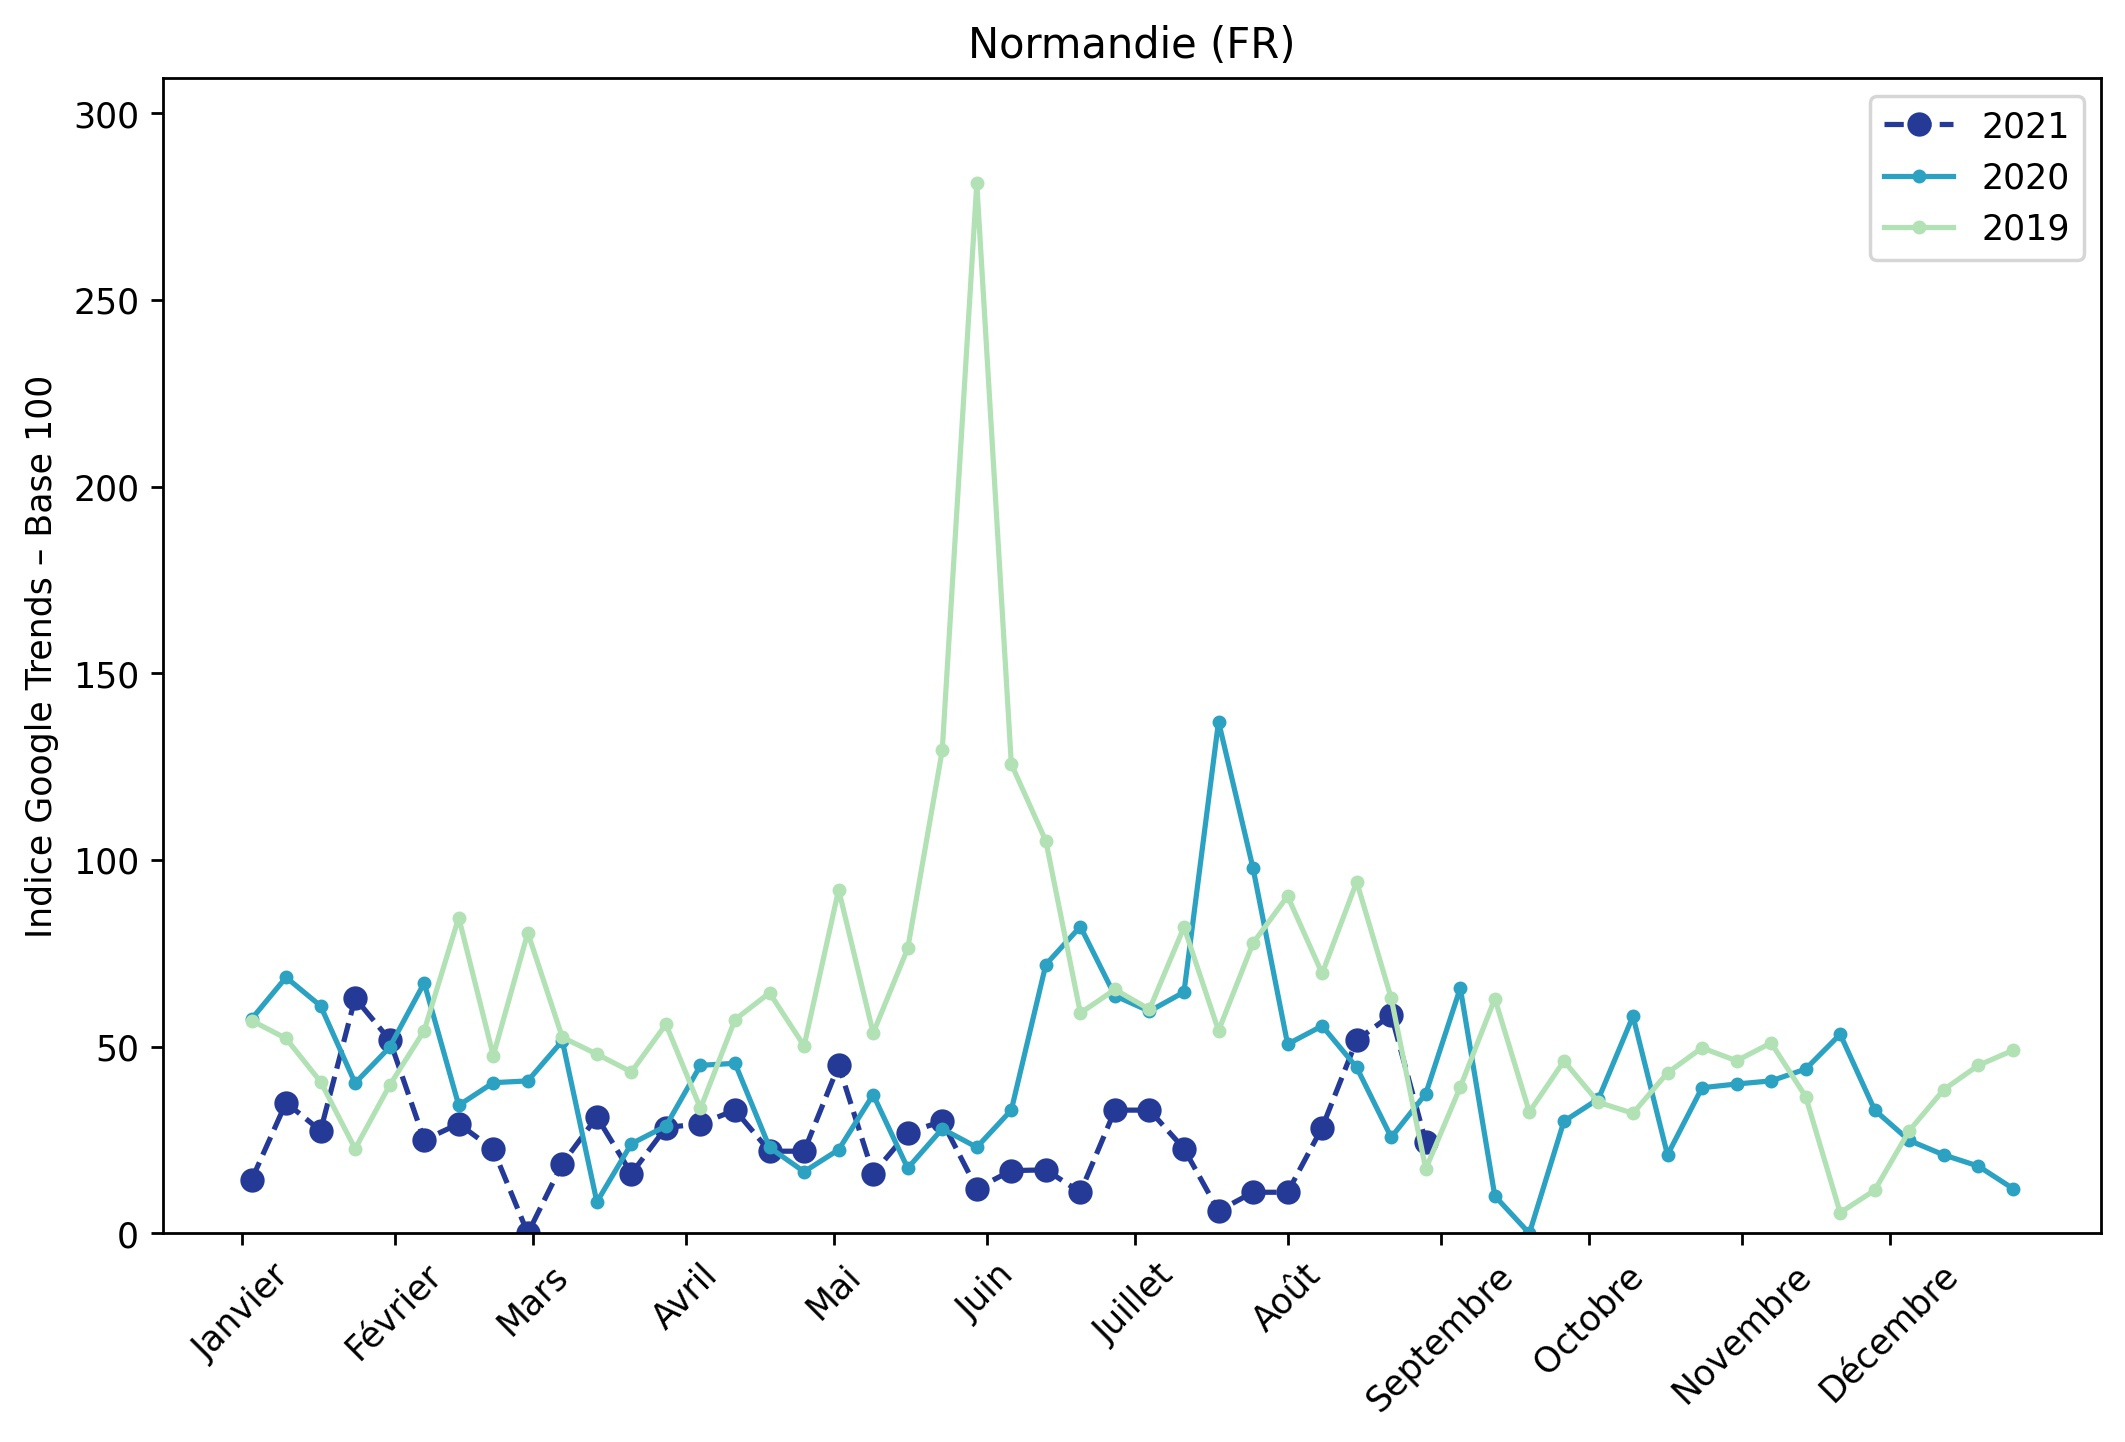 Normandie (FR)
Indice Google Trends – Base 100
300
250
200
150
100
50
0
2021
2020
2019
Janvier
Février
Mars
Avril
Mai
Juin
Juillet
Août
Septembre
Octobre
Novembre
Décembre